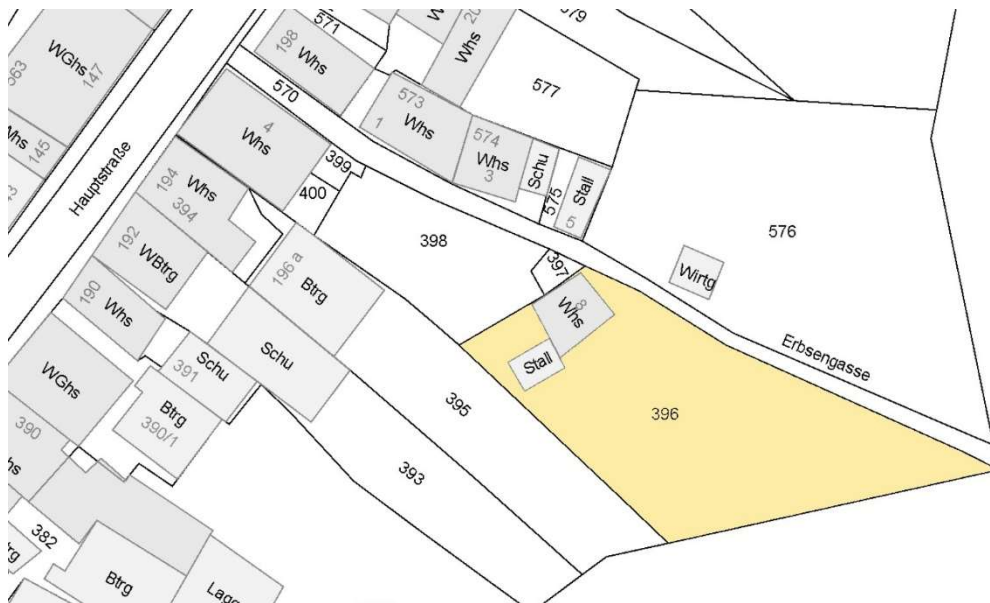 571
579
198
Whs
Whs
WGhs
147
563
570
577
573
Whs
1
574
Whs
3
Schu
4
Whs
399
400
575
Stall
5
145
Hauptstraße
194
Whs
394
398
576
192
WBtrg
196 a
Btrg
397
Wirtg
190
Whs
8
Whs
Schu
Stall
Erbsengasse
Schu
391
WGhs
Btrg
390/1
395
396
390
393
382
Btrg